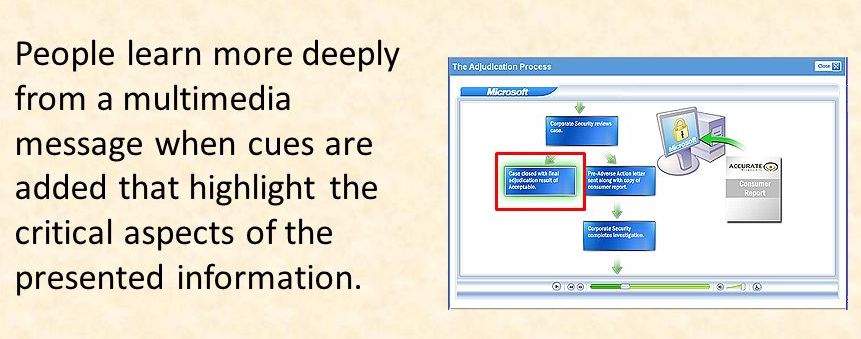 People learn more deeply
from a multimedia
message when cues are
added that highlight the
critical aspects of the
presented information.
The Adjudication Process
Close
Microsoft
Corporate Security reviews
case.
Case closed with final
adjudication result of
Acceptable.
Pre-Adverse Action letter
sent along with copy of
consumer report.
Corporate Security
completes investigation.
Microsoft
ACCURATE
Consumer
Report